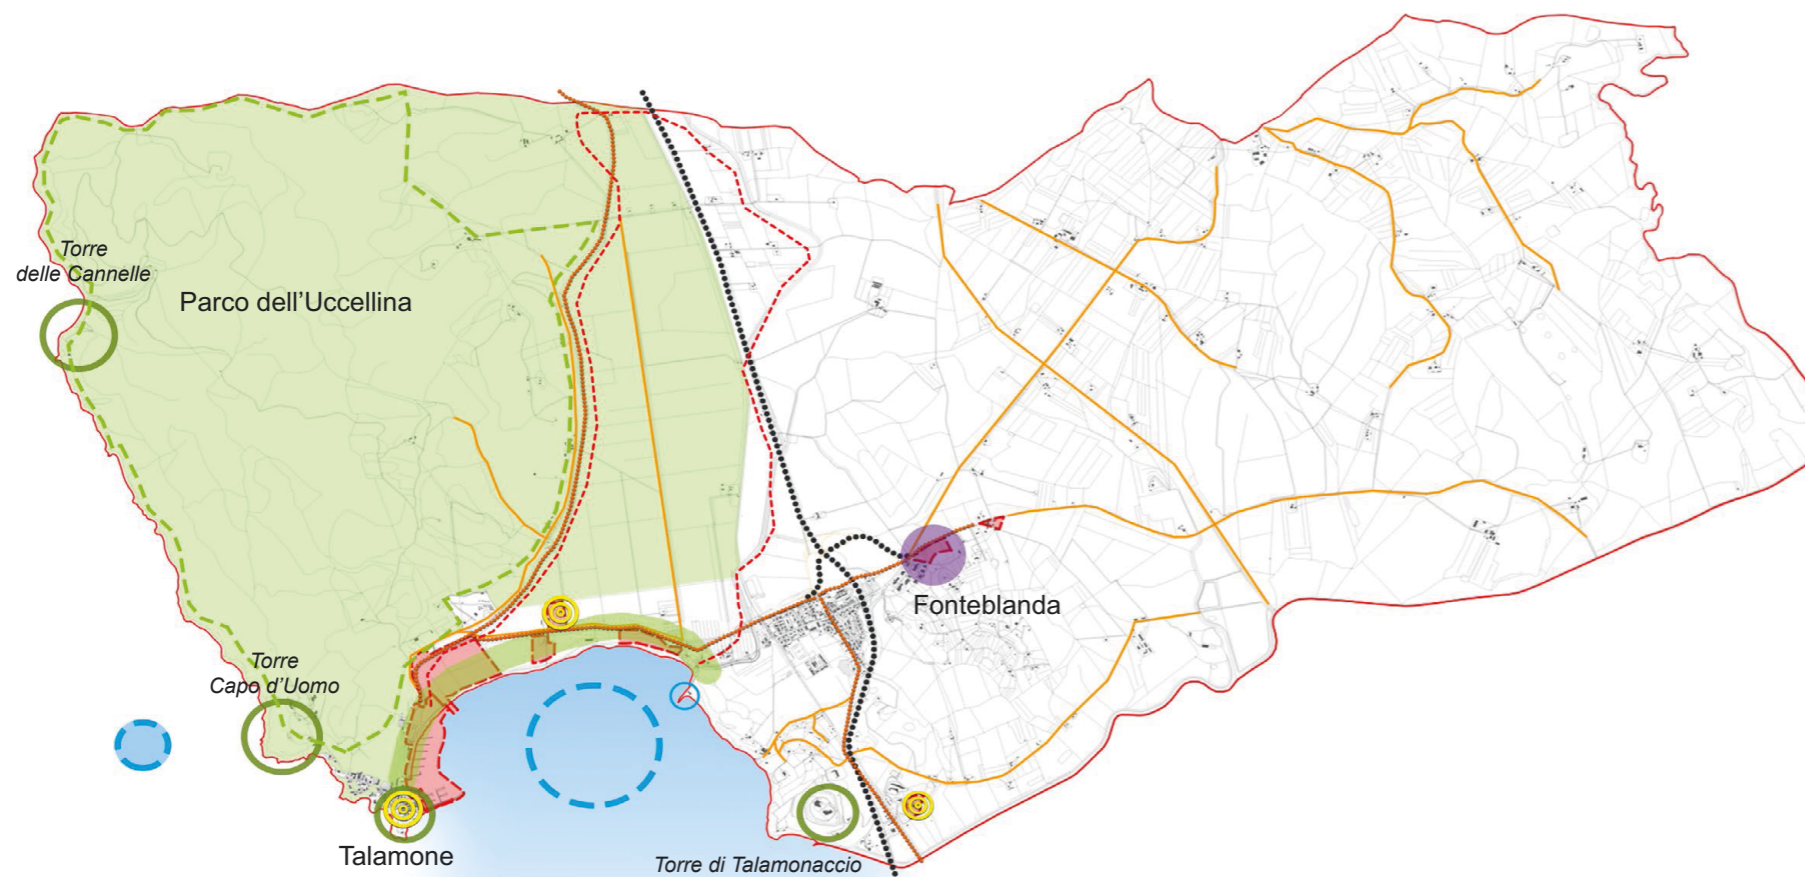 Torre
delle Cannelle
Parco dell'Uccellina
Fonteblanda
Torre
Capo d'Uomo
Talamone
Torre di Talamonaccio